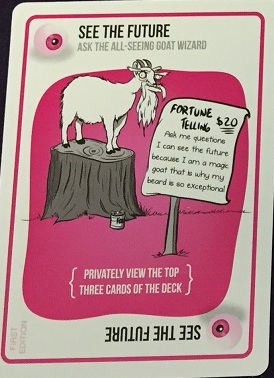 SEE THE FUTURE
ASK THE ALL-SEEING GOAT WIZARD
FORTUNE
TELLING $20
Ask me questions
I can see the future
because I am a magic
goat that is why my
beard is so exceptional
PRIVATELY VIEW THE TOP
THREE CARDS OF THE DECK
SEE THE FUTURE
FIRST
EDITION